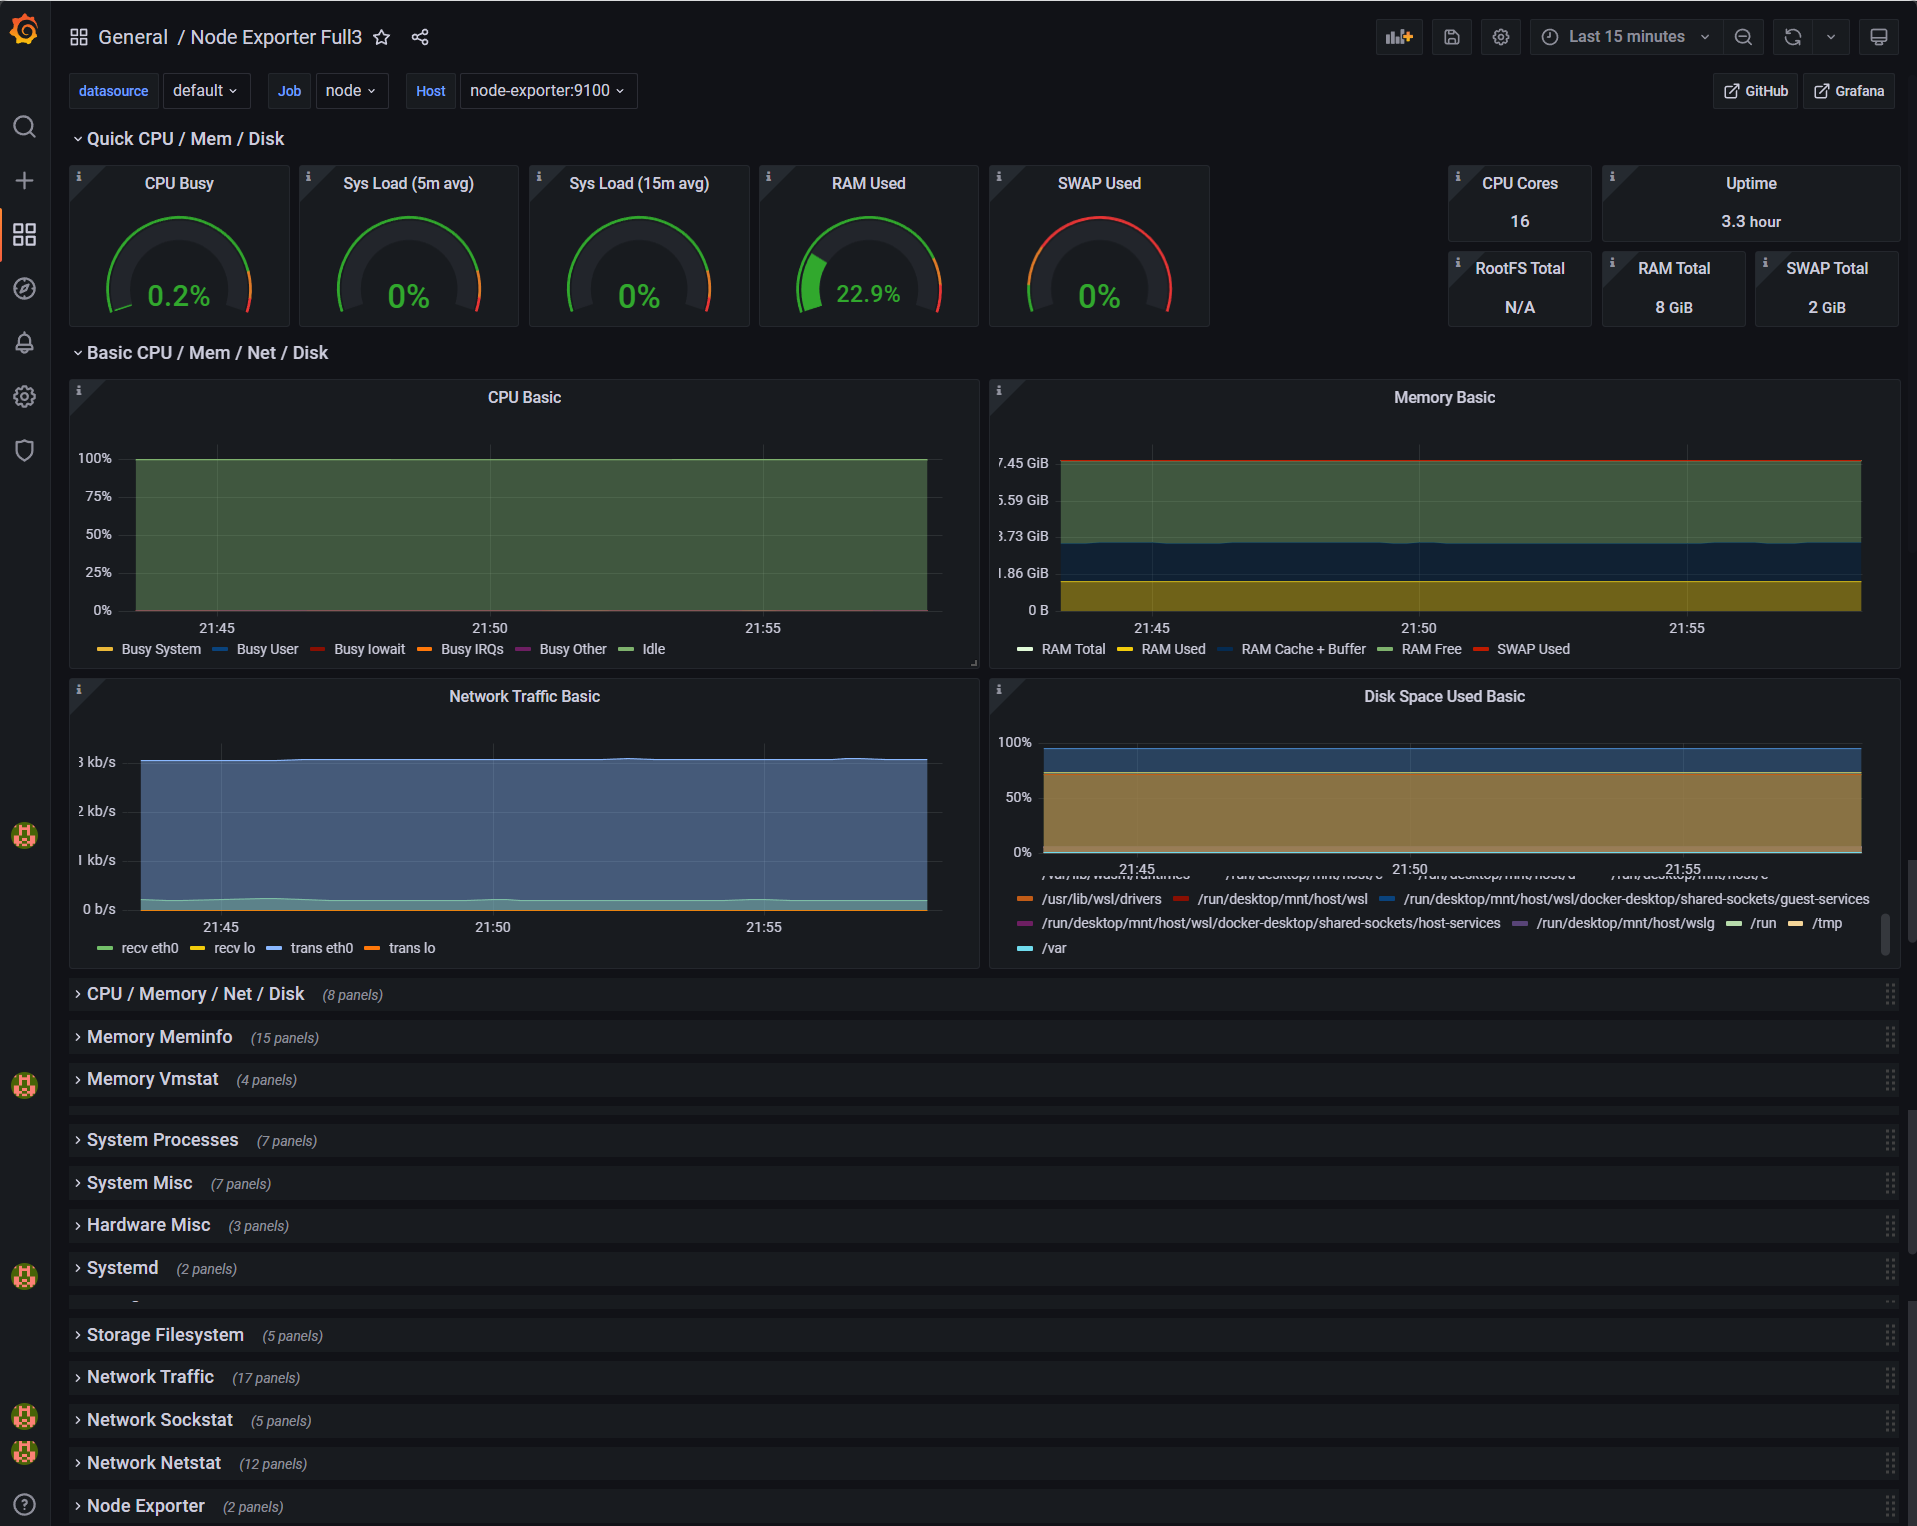 General / Node Exporter Full3
Last 15 minutes
datasource default Job node Host node-exporter:9100
GitHub Grafana
Quick CPU / Mem / Disk
CPU Busy
0.2%
Sys Load (5m avg)
0%
Sys Load (15m avg)
0%
RAM Used
22.9%
SWAP Used
0%
CPU Cores
16
Uptime
3.3 hour
RootFS Total
N/A
RAM Total
8 GiB
SWAP Total
2 GiB
Basic CPU / Mem / Net / Disk
CPU Basic
100%
75%
50%
25%
0%
21:45 21:50 21:55
Busy System Busy User Busy Iowait Busy IRQs Busy Other Idle
Memory Basic
7.45 GiB
5.59 GiB
3.73 GiB
1.86 GiB
0 B
21:45 21:50 21:55
RAM Total RAM Used RAM Cache + Buffer RAM Free SWAP Used
Network Traffic Basic
3 kb/s
2 kb/s
1 kb/s
0 b/s
21:45 21:50 21:55
recv eth0 recv lo trans eth0 trans lo
Disk Space Used Basic
100%
50%
0%
21:45 21:50 21:55
/usr/lib/wsl/drivers /run/desktop/mnt/host/wsl /run/desktop/mnt/host/wsl/docker-desktop/shared-sockets/guest-services
/run/desktop/mnt/host/wsl/docker-desktop/shared-sockets/host-services /run/desktop/mnt/host/wslg /run /tmp
/var
CPU / Memory / Net / Disk (8 panels)
Memory Meminfo (15 panels)
Memory Vmstat (4 panels)
System Processes (7 panels)
System Misc (7 panels)
Hardware Misc (3 panels)
Systemd (2 panels)
Storage Filesystem (5 panels)
Network Traffic (17 panels)
Network Sockstat (5 panels)
Network Netstat (12 panels)
Node Exporter (2 panels)